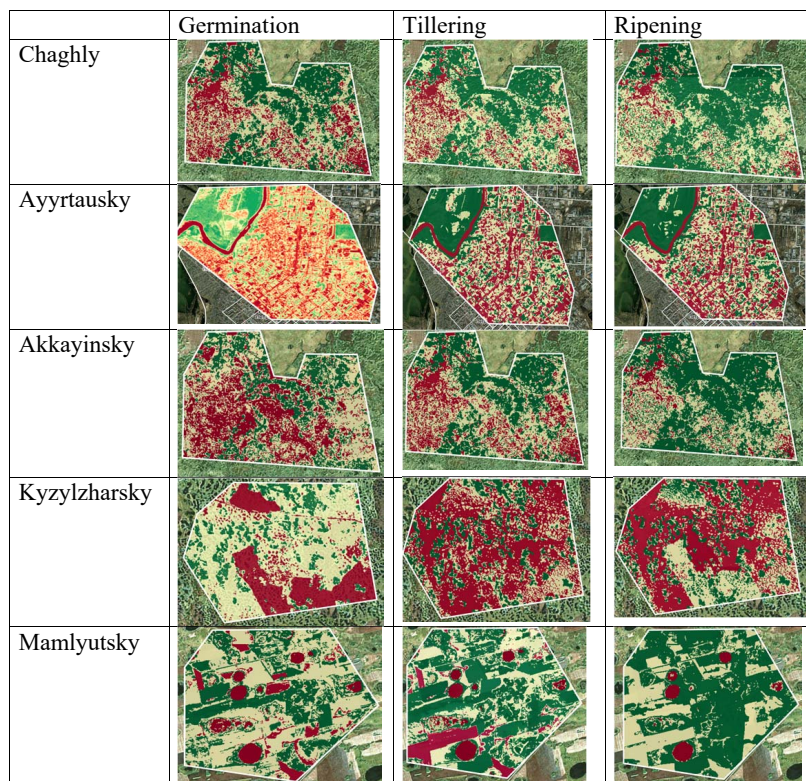 Germination Tillering Ripening
Chaghly
Ayyrtausky
Akkayinsky
Kyzylzharsky
Mamlyutsky